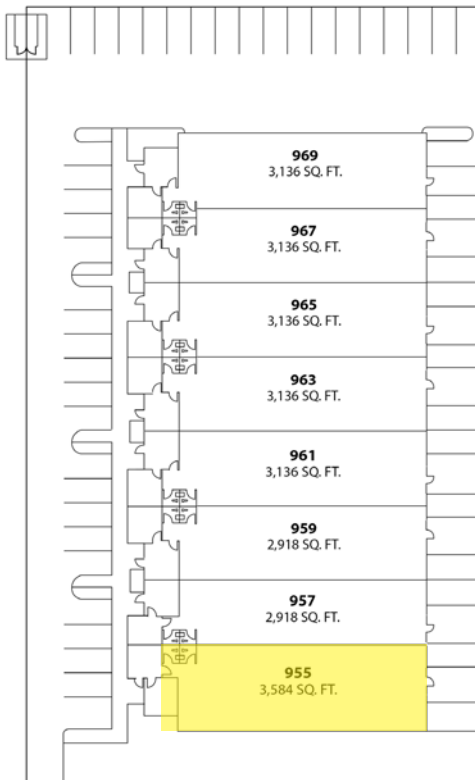 969
3,136 SQ. FT.
967
3,136 SQ. FT.
965
3,136 SQ. FT.
963
3,136 SQ. FT.
961
3,136 SQ. FT.
959
2,918 SQ. FT.
957
2,918 SQ. FT.
955
3,584 SQ. FT.